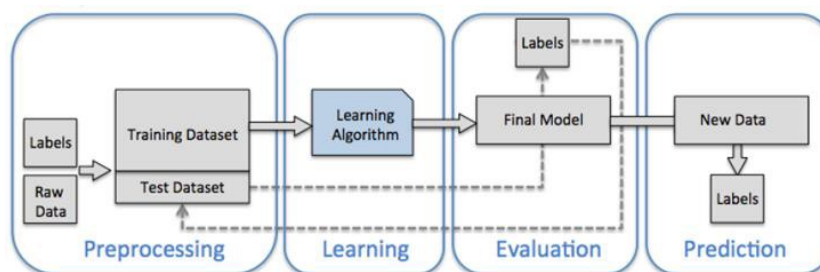 Labels
Raw
Data
Training Dataset
Test Dataset
Preprocessing
Learning
Algorithm
Learning
Labels
Final Model
Evaluation
New Data
Labels
Prediction